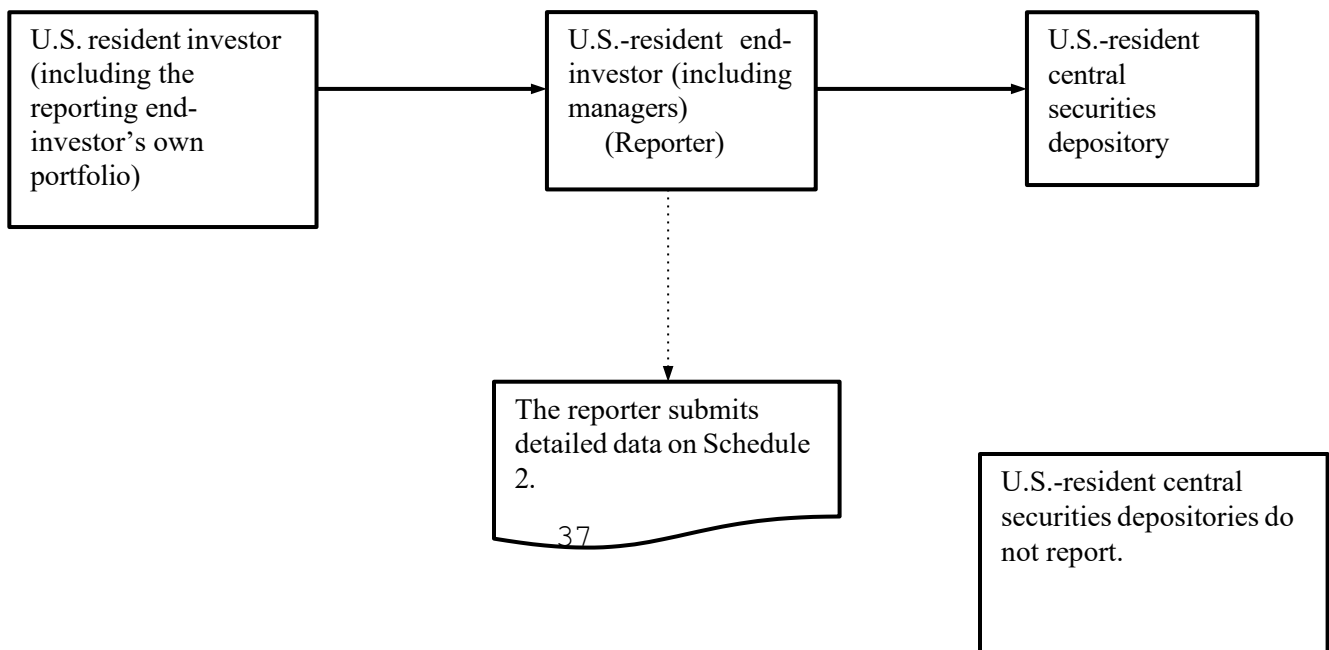 U.S. resident investor
(including the
reporting end-
investor’s own
portfolio)
U.S.-resident end-
investor (including
managers)
(Reporter)
U.S.-resident
central
securities
depository
The reporter submits
detailed data on Schedule
2.
37
U.S.-resident central
securities depositories do
not report.